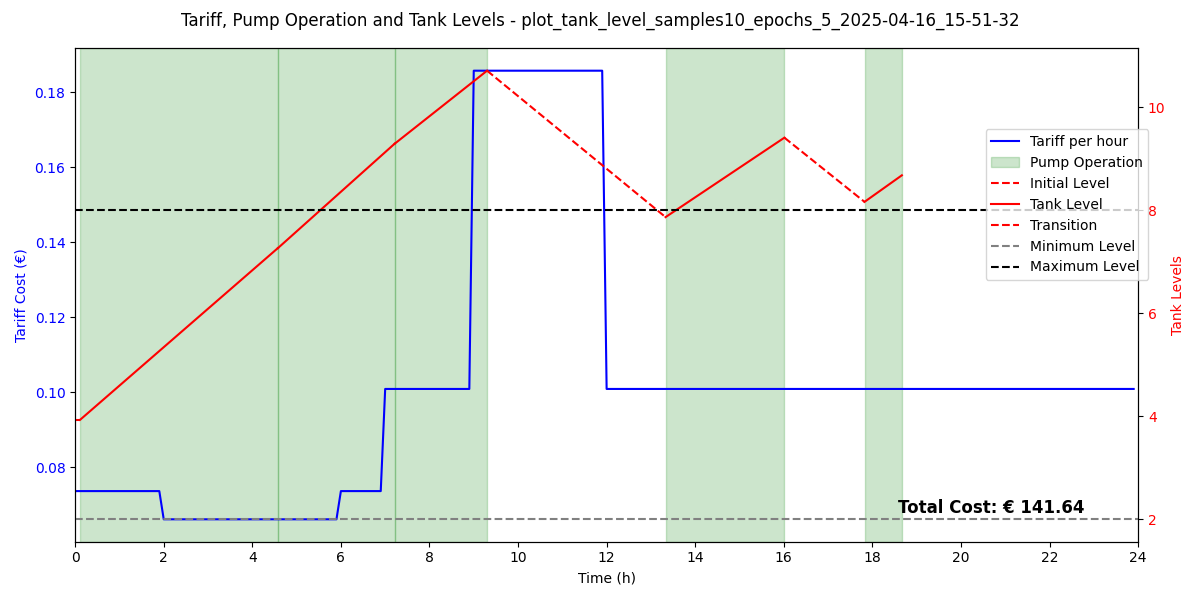 Tariff, Pump Operation and Tank Levels - plot_tank_level_samples10_epochs_5_2025-04-16_15-51-32
0.18
0.16
0.14
0.12
0.10
0.08
Tariff Cost (€)
10
8
6
4
2
Tank Levels
Tariff per hour
Pump Operation
Initial Level
Tank Level
Transition
Minimum Level
Maximum Level
Total Cost: € 141.64
0 2 4 6 8 10 12 14 16 18 20 22 24
Time (h)